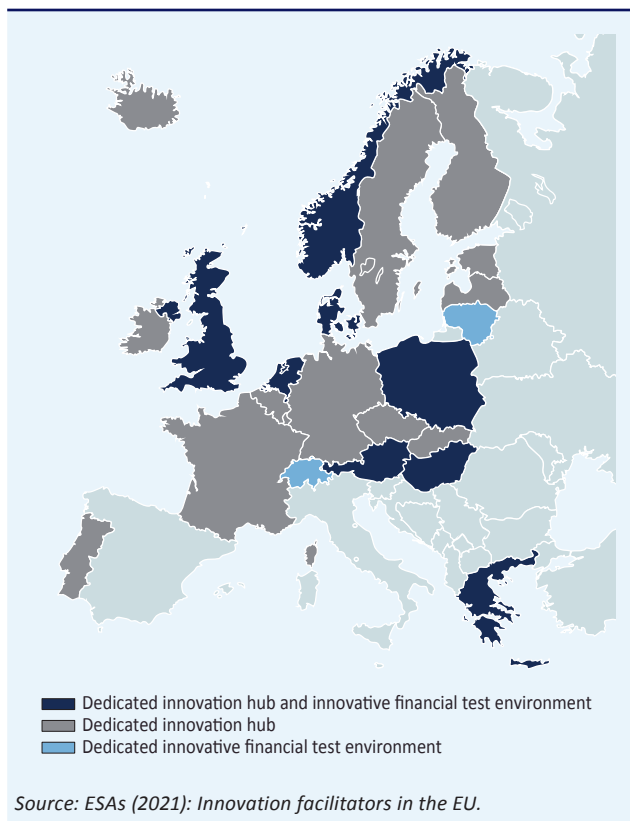 Dedicated innovation hub and innovative financial test environment
Dedicated innovation hub
Dedicated innovative financial test environment
Source: ESAs (2021): Innovation facilitators in the EU.